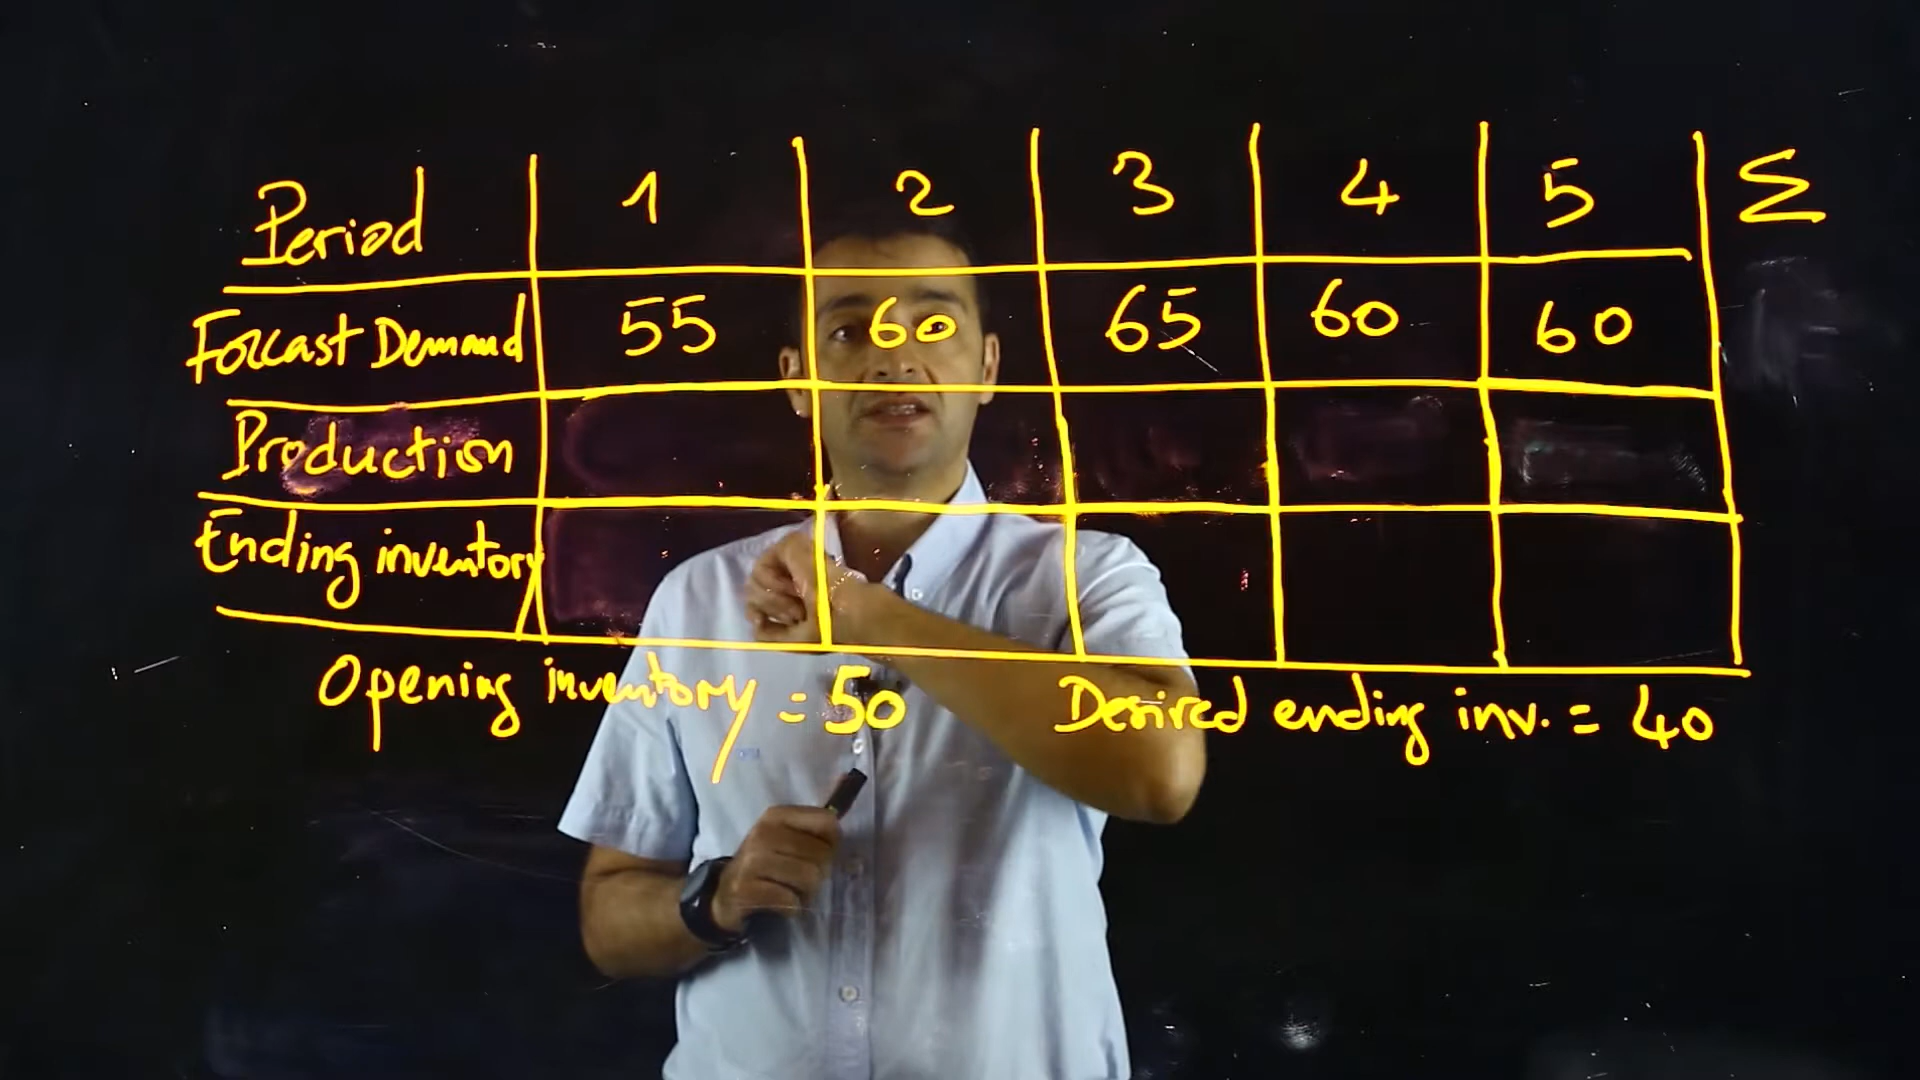 Period 1 2 3 4 5 Σ
Forcast Demand 55 60 65 60 60
Production
Ending inventory
Opening inventory = 50 Desired ending inv. = 40